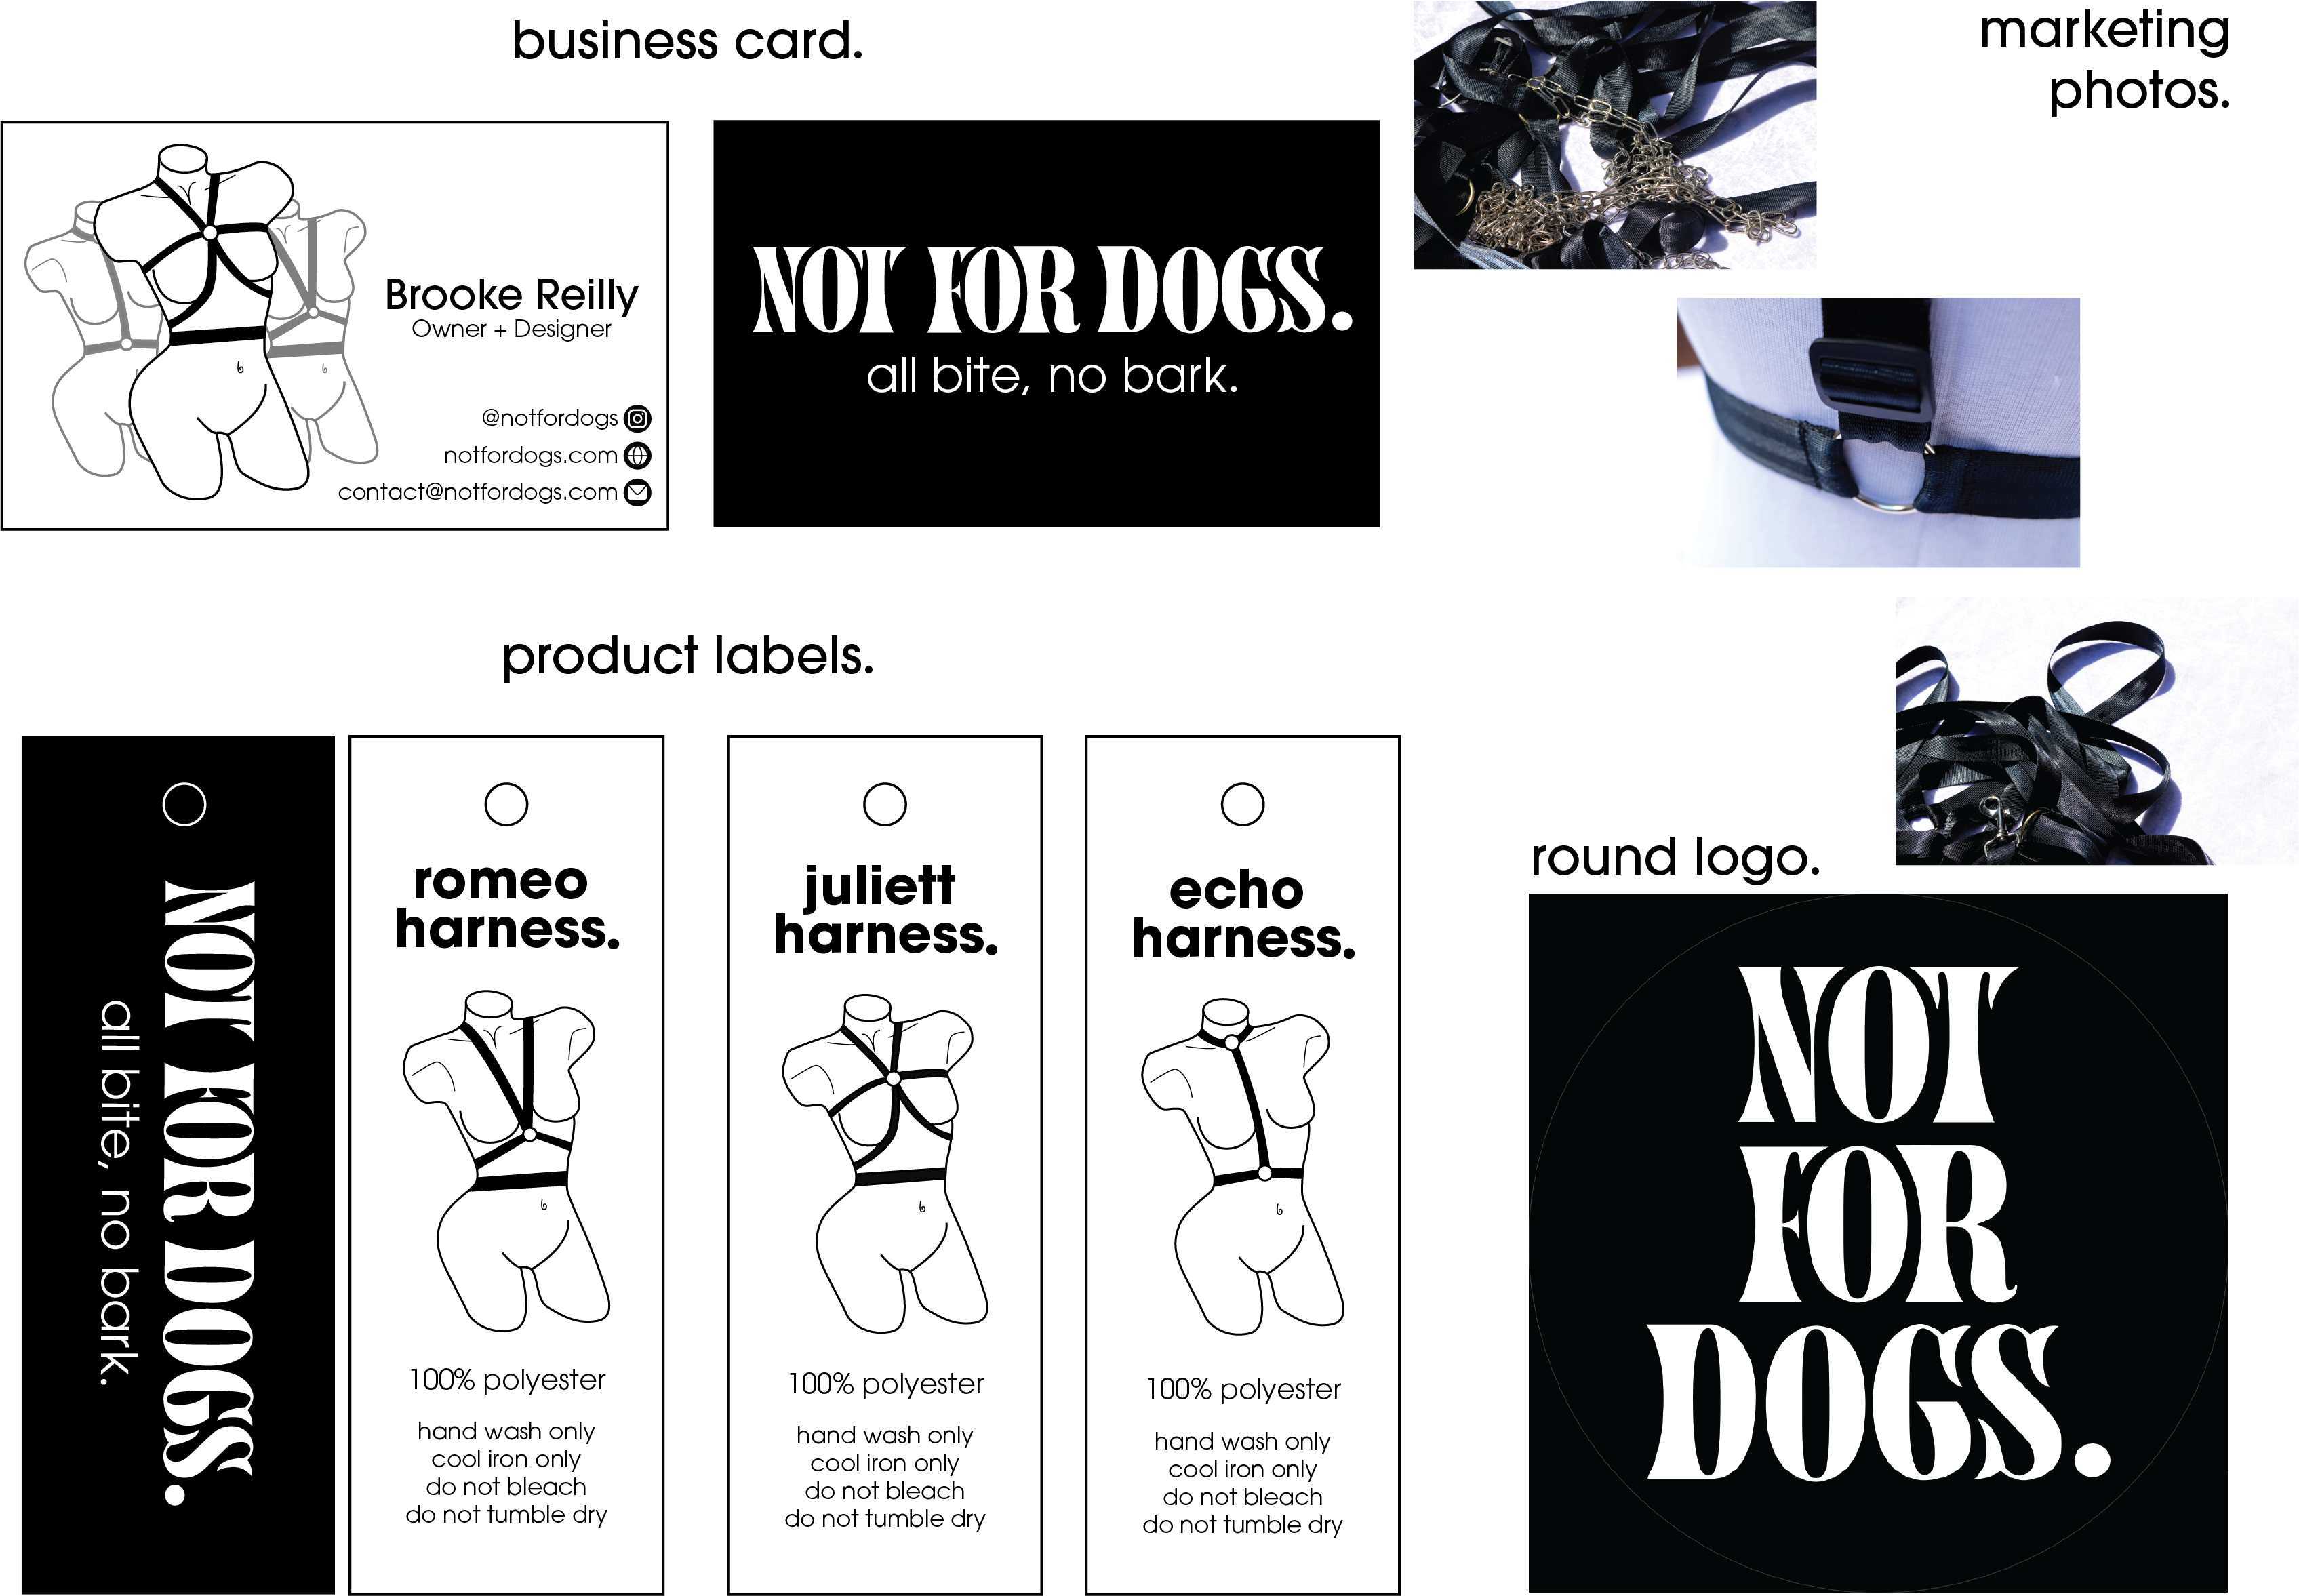 business card.
marketing
photos.
Brooke Reilly
Owner + Designer
@notfordogs
notfordogs.com
contact@notfordogs.com
NOT FOR DOGS.
all bite, no bark.
product labels.
NOT FOR DOGS.
all bite, no bark.
romeo
harness.
100% polyester
hand wash only
cool iron only
do not bleach
do not tumble dry
juliett
harness.
100% polyester
hand wash only
cool iron only
do not bleach
do not tumble dry
echo
harness.
100% polyester
hand wash only
cool iron only
do not bleach
do not tumble dry
round logo.
NOT
FOR
DOGS.